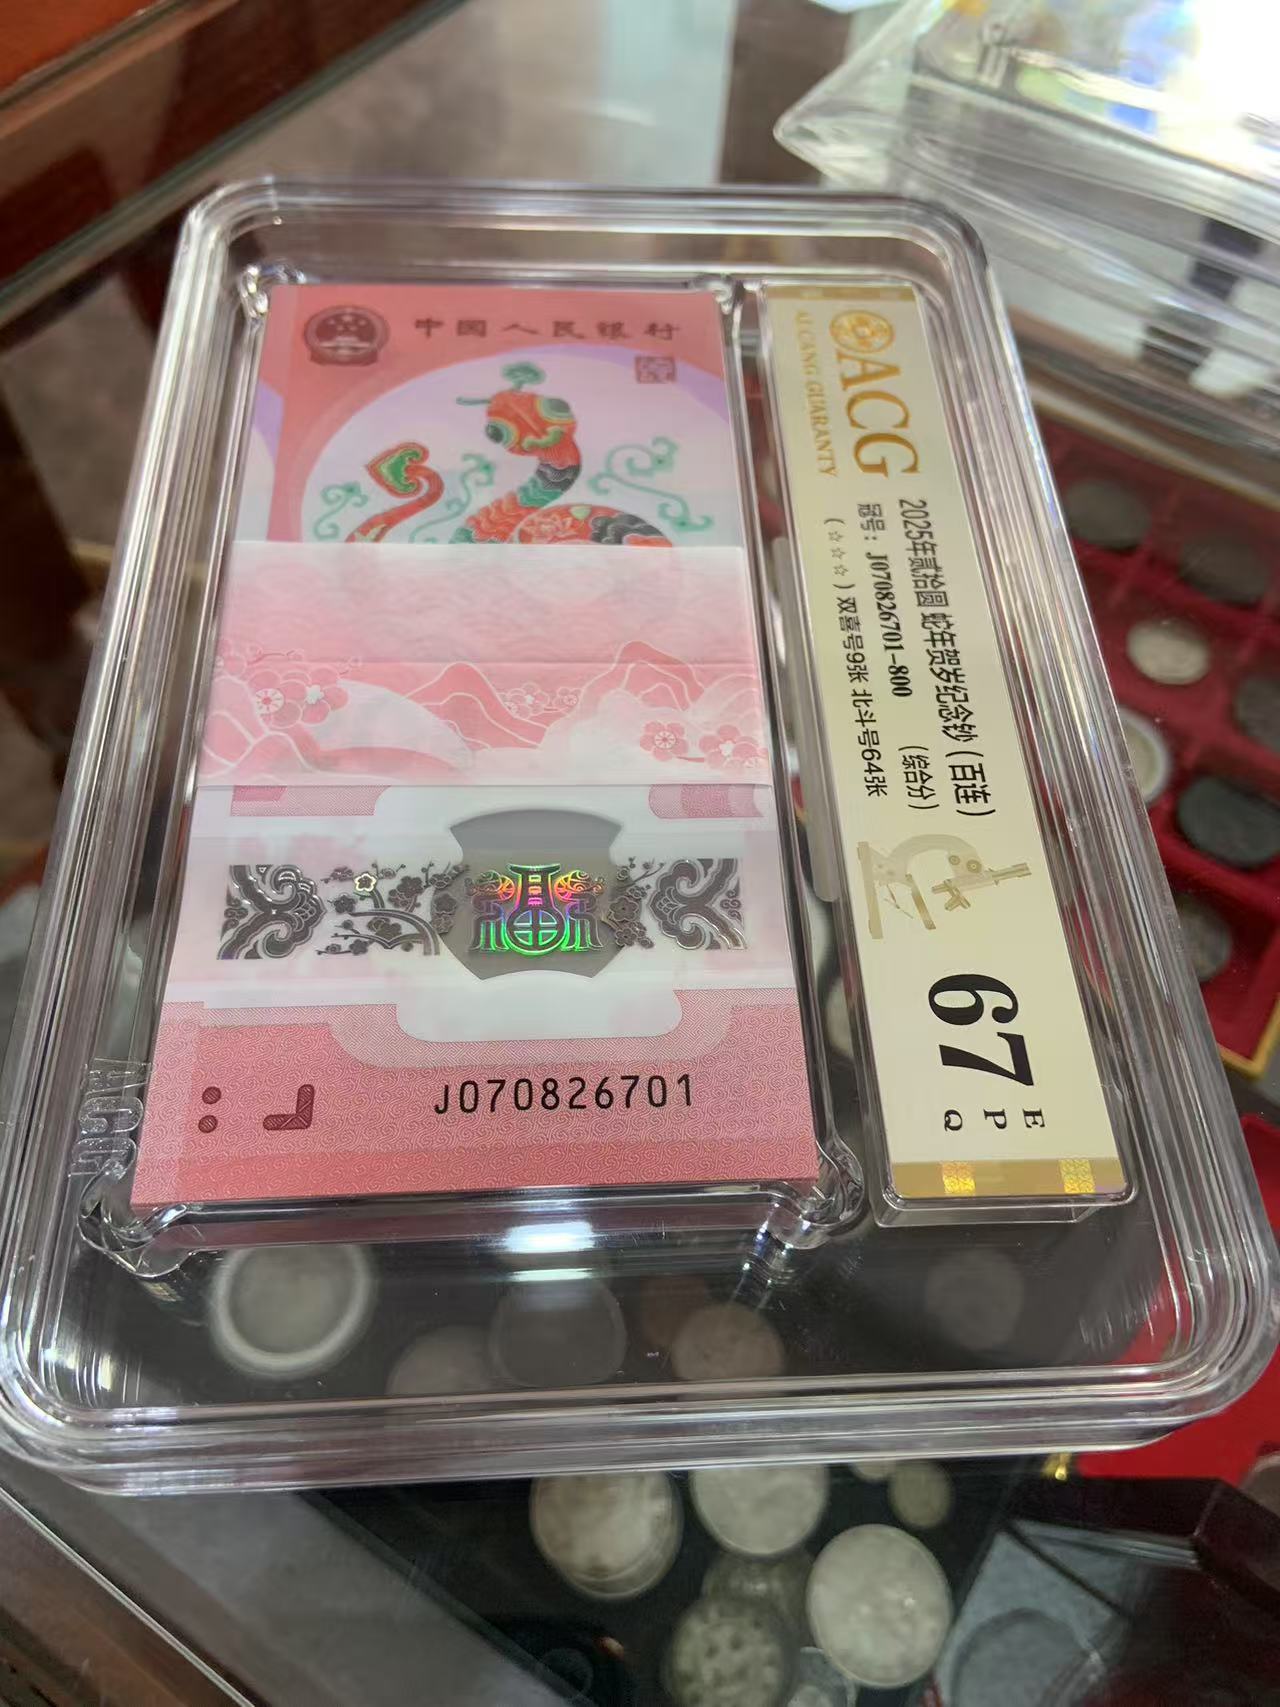 中国人民银行
J070826701
ACG
AI CANG GUARANTY
2025年贰拾圆 蛇年贺岁纪念钞（百连）
冠号：J070826701-800 （综合分）
（☆☆☆）双喜号9张 北斗号64张
67 E
P
Q